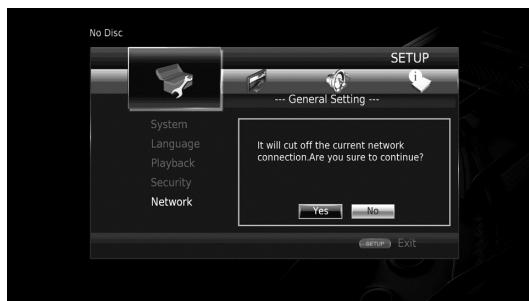 No Disc
SETUP
--- General Setting ---
System
Language
Playback
Security
Network
It will cut off the current network
connection.Are you sure to continue?
Yes No
SETUP Exit